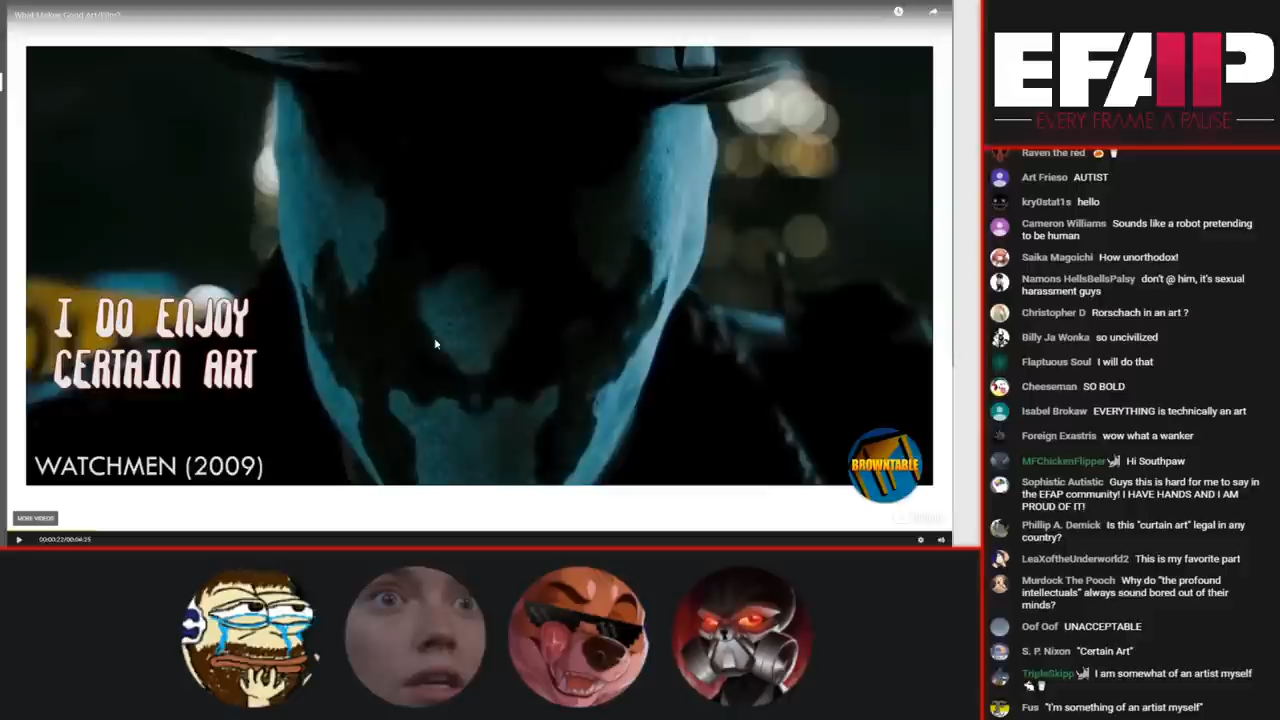 What Makes Good Art/Film?
I DO ENJOY
CERTAIN ART
WATCHMEN (2009)
BROWNTABLE
MORE VIDEOS
00:00:22/00:04:25
EFAP
EVERY FRAME A PAUSE
Raven the red
Art Frieso AUTIST
kry0stat1s hello
Cameron Williams Sounds like a robot pretending
to be human
Saika Magoichi How unorthodox!
Namons HellsBellsPalsy don't @ him, it's sexual
harassment guys
Christopher D Rorschach in an art ?
Billy Ja Wonka so uncivilized
Flaptuous Soul I will do that
Cheeseman SO BOLD
Isabel Brokaw EVERYTHING is technically an art
Foreign Exastris wow what a wanker
MFChickenFlipper Hi Southpaw
Sophistic Autistic Guys this is hard for me to say in
the EFAP community! I HAVE HANDS AND I AM
PROUD OF IT!
Phillip A. Demick Is this "curtain art" legal in any
country?
LeaXoftheUnderworld2 This is my favorite part
Murdock The Pooch Why do "the profound
intellectuals" always sound bored out of their
minds?
Oof Oof UNACCEPTABLE
S. P. Nixon "Certain Art"
TripleSkipp I am somewhat of an artist myself
Fus "I'm something of an artist myself"